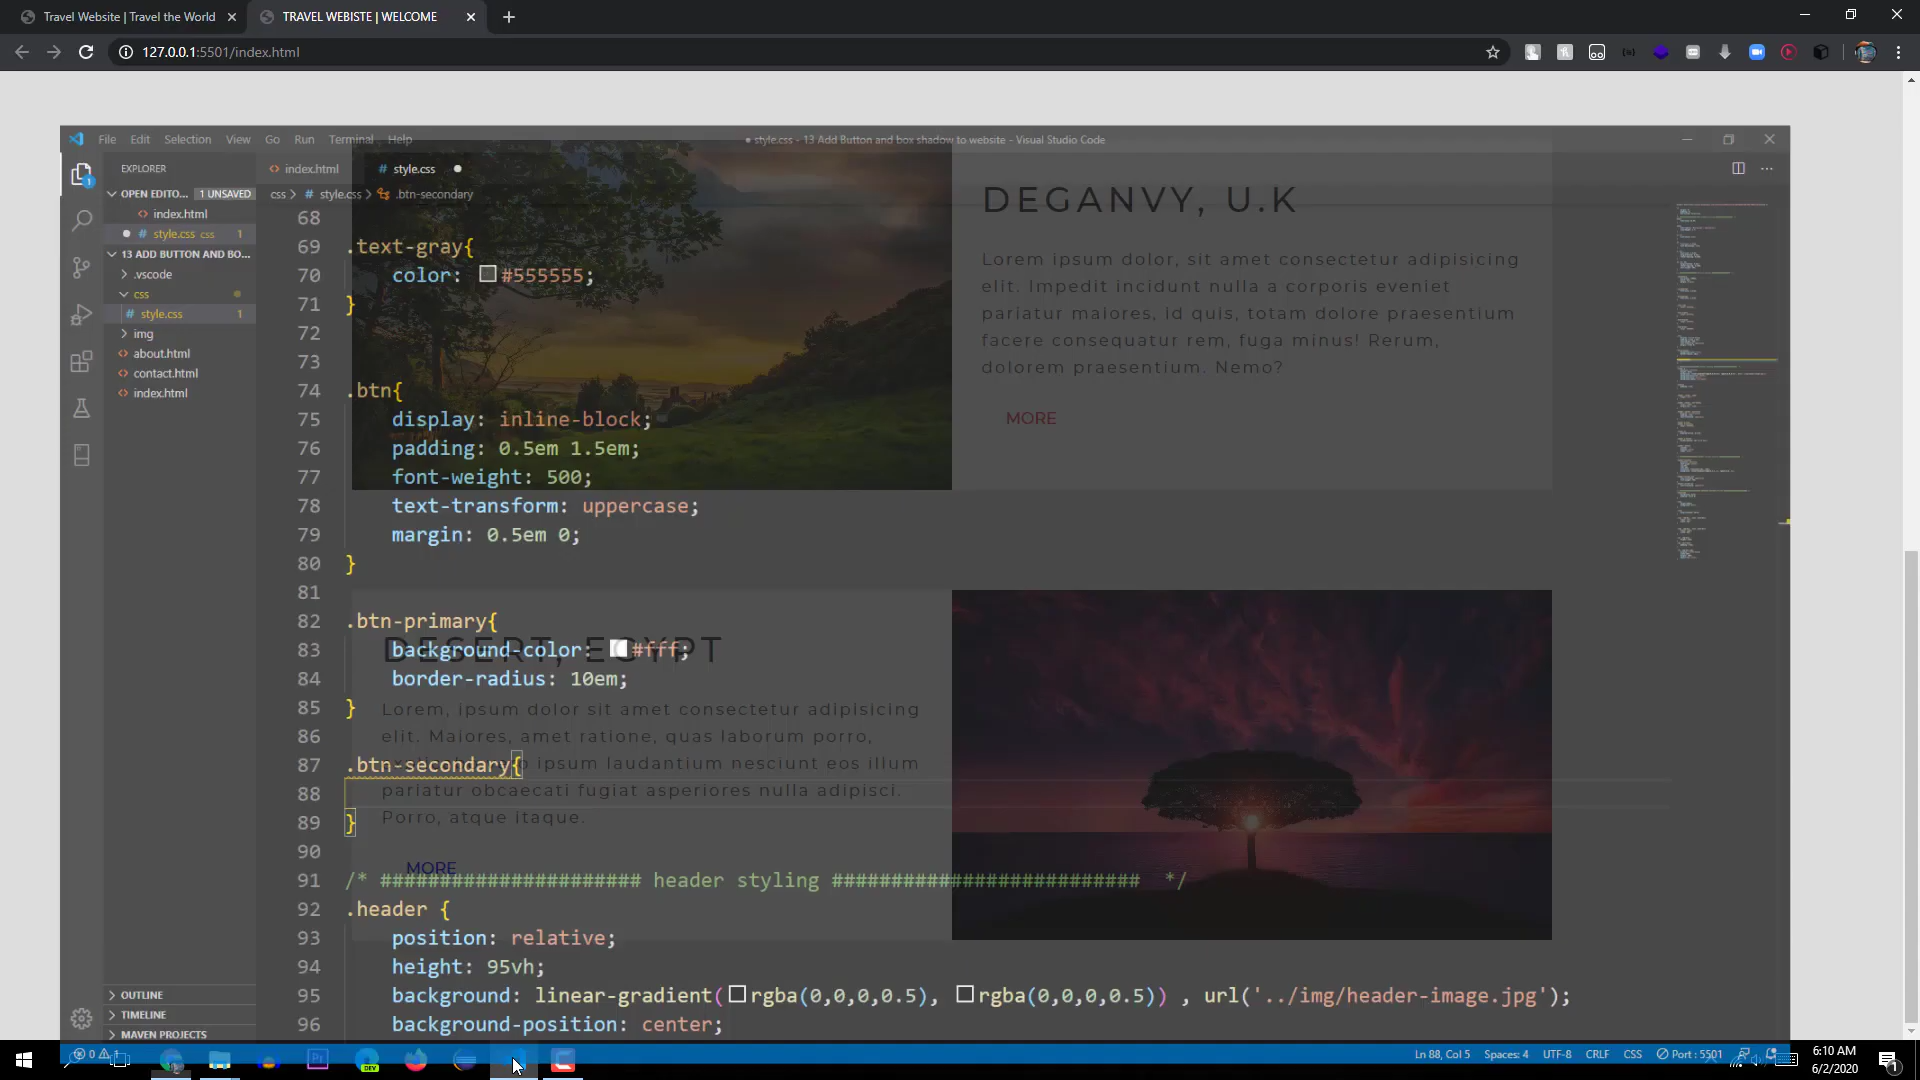 Travel Website | Travel the World
TRAVEL WEBISTE | WELCOME
127.0.0.1:5501/index.html
File Edit Selection View Go Run Terminal Help
● style.css - 13 Add Button and box shadow to website - Visual Studio Code
EXPLORER
OPEN EDITO... 1 UNSAVED
index.html
style.css css 1
13 ADD BUTTON AND BO...
.vscode
css
style.css 1
img
about.html
contact.html
index.html
OUTLINE
TIMELINE
MAVEN PROJECTS
index.html
style.css
css > style.css > .btn-secondary
68
69 .text-gray{
70 color: #555555;
71 }
72
73
74 .btn{
75 display: inline-block;
76 padding: 0.5em 1.5em;
77 font-weight: 500;
78 text-transform: uppercase;
79 margin: 0.5em 0;
80 }
81
82 .btn-primary{
83 background-color: #fff;
84 border-radius: 10em;
85 }
86
87 .btn-secondary{
88
89 }
90
91 /* ###################### header styling ########################## */
92 .header {
93 position: relative;
94 height: 95vh;
95 background: linear-gradient(rgba(0,0,0,0.5), rgba(0,0,0,0.5)) , url('../img/header-image.jpg');
96 background-position: center;
DEGANVY, U.K
Lorem ipsum dolor, sit amet consectetur adipisicing
elit. Impedit incidunt nulla a corporis eveniet
pariatur maiores, id quis, totam dolore praesentium
facere consequatur rem, fuga minus! Rerum,
dolorem praesentium. Nemo?
MORE
DESERT, EGYPT
Lorem, ipsum dolor sit amet consectetur adipisicing
elit. Maiores, amet ratione, quas laborum porro,
ipsum laudantium nesciunt eos illum
pariatur obcaecati fugiat asperiores nulla adipisci.
Porro, atque itaque.
MORE
0 1
Ln 88, Col 5 Spaces: 4 UTF-8 CRLF CSS Port : 5501
Pr
DEV
6:10 AM
6/2/2020
1